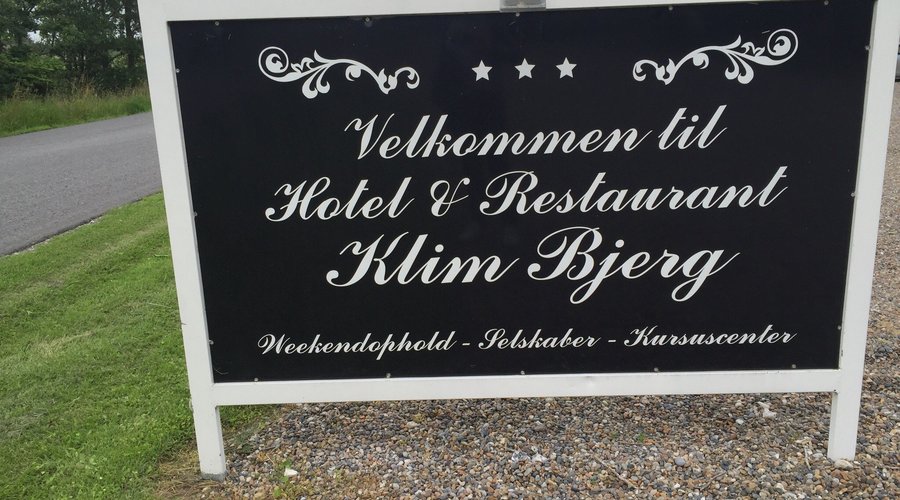 Velkommen til
Hotel & Restaurant
Klim Bjerg
Weekendophold - Selskaber - Kursuscenter